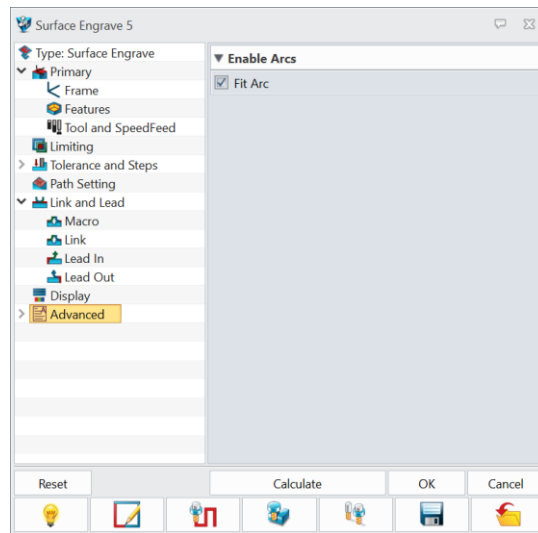 Surface Engrave 5
Type: Surface Engrave
Primary
Frame
Features
Tool and SpeedFeed
Limiting
Tolerance and Steps
Path Setting
Link and Lead
Macro
Link
Lead In
Lead Out
Display
Advanced
Enable Arcs
Fit Arc
Reset
Calculate
OK
Cancel